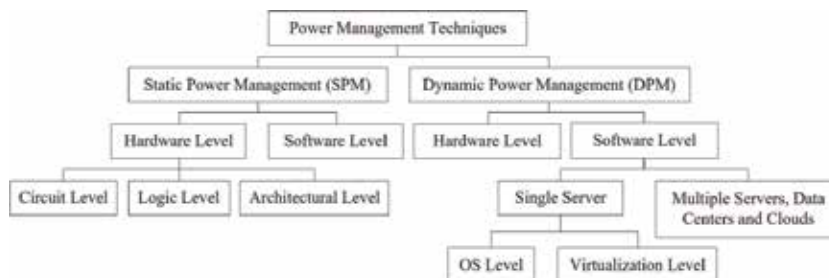 Power Management Techniques
Static Power Management (SPM)
Dynamic Power Management (DPM)
Hardware Level
Software Level
Hardware Level
Software Level
Circuit Level
Logic Level
Architectural Level
Single Server
Multiple Servers, Data
Centers and Clouds
OS Level
Virtualization Level